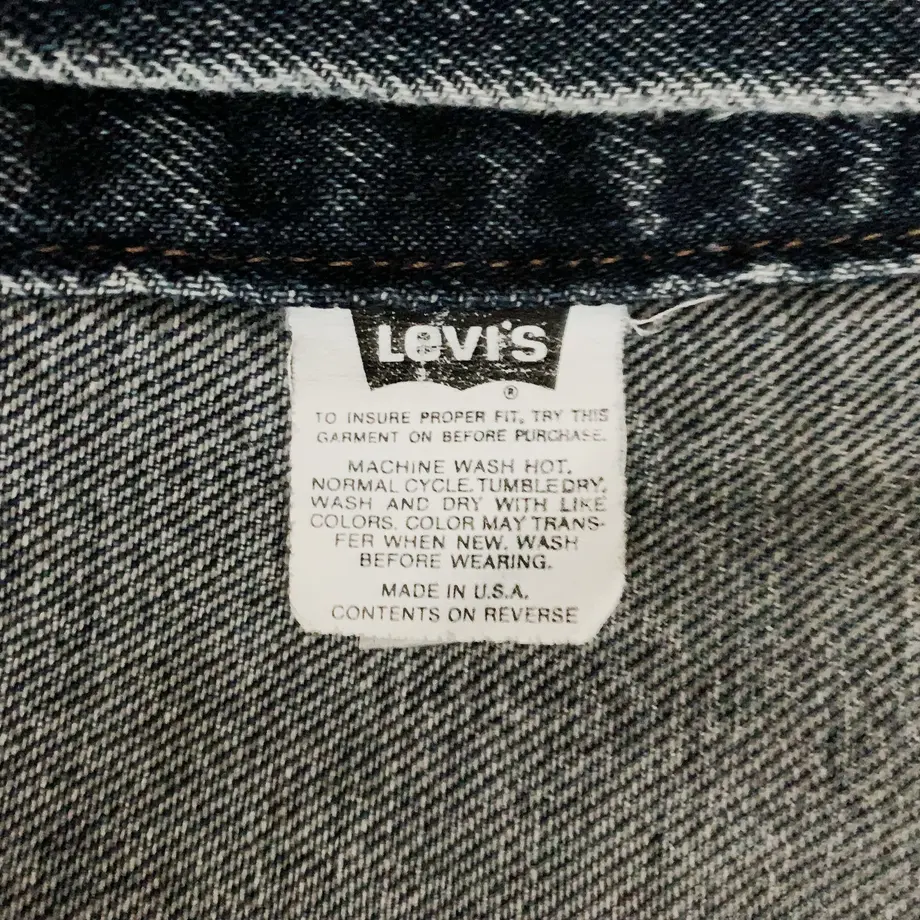 LEVI'S
®
TO INSURE PROPER FIT, TRY THIS
GARMENT ON BEFORE PURCHASE.
MACHINE WASH HOT,
NORMAL CYCLE. TUMBLE DRY.
WASH AND DRY WITH LIKE
COLORS. COLOR MAY TRANS-
FER WHEN NEW. WASH
BEFORE WEARING.
MADE IN U.S.A.
CONTENTS ON REVERSE